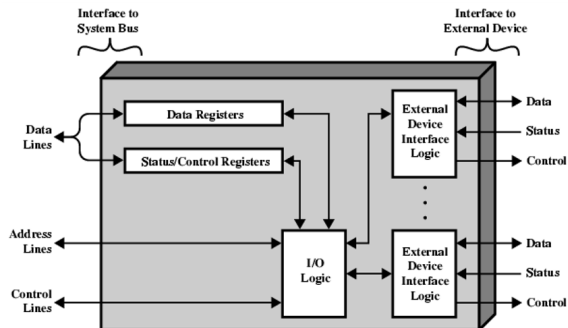 Interface to
System Bus
Interface to
External Device
Data
Lines
Data Registers
Status/Control Registers
External
Device
Interface
Logic
Data
Status
Control
Address
Lines
Control
Lines
I/O
Logic
External
Device
Interface
Logic
Data
Status
Control